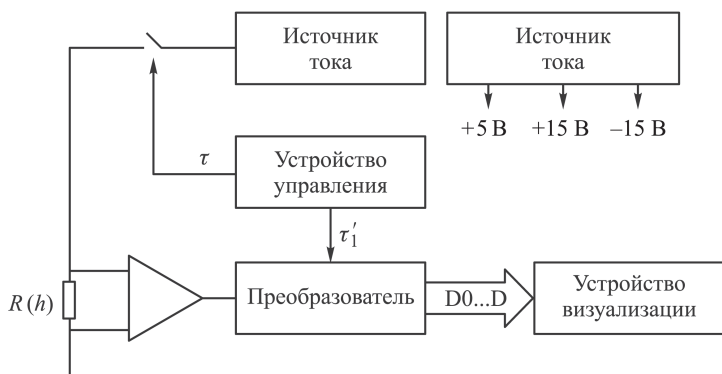 Источник
тока
Источник
тока
+5 В
+15 В
–15 В
τ
Устройство
управления
τ′₁
R (h)
Преобразователь
D0...D
Устройство
визуализации